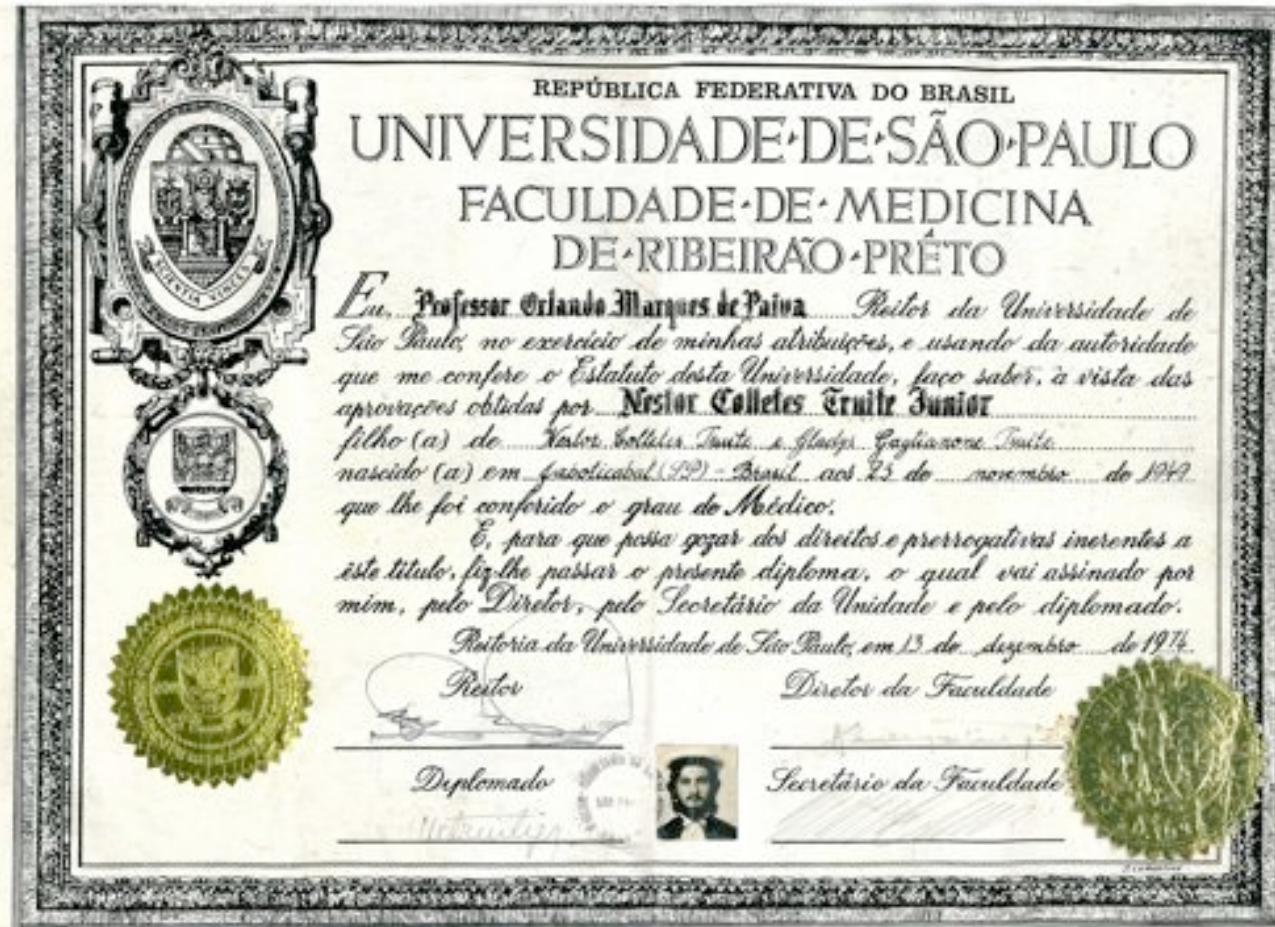 REPÚBLICA FEDERATIVA DO BRASIL
UNIVERSIDADE·DE·SÃO·PAULO
FACULDADE·DE·MEDICINA
DE·RIBEIRÃO·PRÊTO
SCIENTIA VINCES
Eu, Professor Orlando Marques de Paiva Reitor da Universidade de
São Paulo, no exercício de minhas atribuições, e usando da autoridade
que me confere o Estatuto desta Universidade, faço saber, à vista das
aprovações obtidas por Nestor Colletes Truite Junior
filho (a) de Nestor Colletes Truite e Gladys Gaglianone Truite
nascido (a) em Jaboticabal (SP) - Brasil aos 23 de novembro de 1949
que lhe foi conferido o grau de Médico.
E, para que possa gozar dos direitos e prerrogativas inerentes a
êste título, fiz-lhe passar o presente diploma, o qual vai assinado por
mim, pelo Diretor, pelo Secretário da Unidade e pelo diplomado.
Reitoria da Universidade de São Paulo, em 13 de dezembro de 1974
Reitor Diretor da Faculdade
Diplomado Secretário da Faculdade